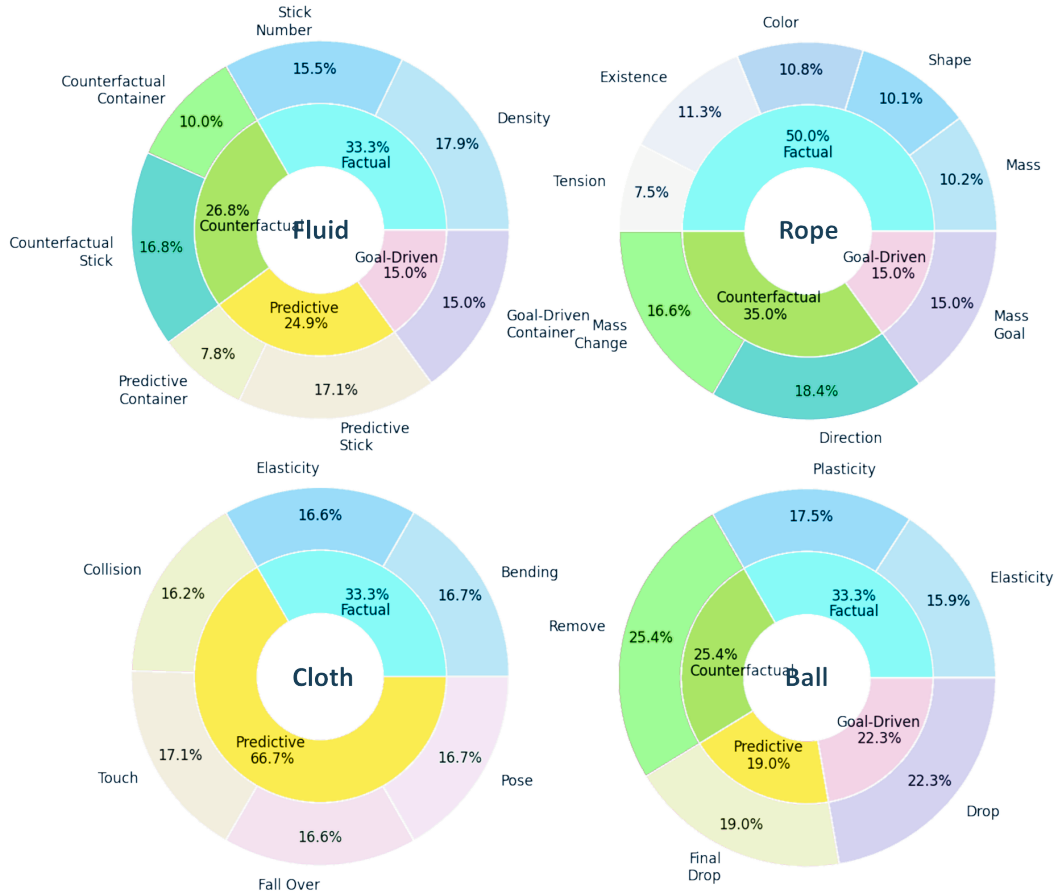 Stick
Number
15.5%
Counterfactual
Container
10.0%
33.3%
Factual
17.9%
Density
26.8%
Counterfactual
Fluid
Counterfactual
Stick
16.8%
Goal-Driven
15.0%
15.0%
Goal-Driven
Container
Predictive
24.9%
7.8%
Predictive
Container
17.1%
Predictive
Stick
Color
10.8%
Existence
11.3%
Shape
10.1%
50.0%
Factual
Tension
7.5%
10.2%
Mass
Rope
Goal-Driven
15.0%
15.0%
Mass
Goal
Counterfactual
35.0%
16.6%
Mass
Change
18.4%
Direction
Elasticity
16.6%
Collision
16.2%
33.3%
Factual
16.7%
Bending
Cloth
Predictive
66.7%
17.1%
Touch
16.7%
Pose
16.6%
Fall Over
Plasticity
17.5%
33.3%
Factual
15.9%
Elasticity
Remove
25.4%
25.4%
Counterfactual
Ball
Goal-Driven
22.3%
Predictive
19.0%
22.3%
Drop
19.0%
Final
Drop